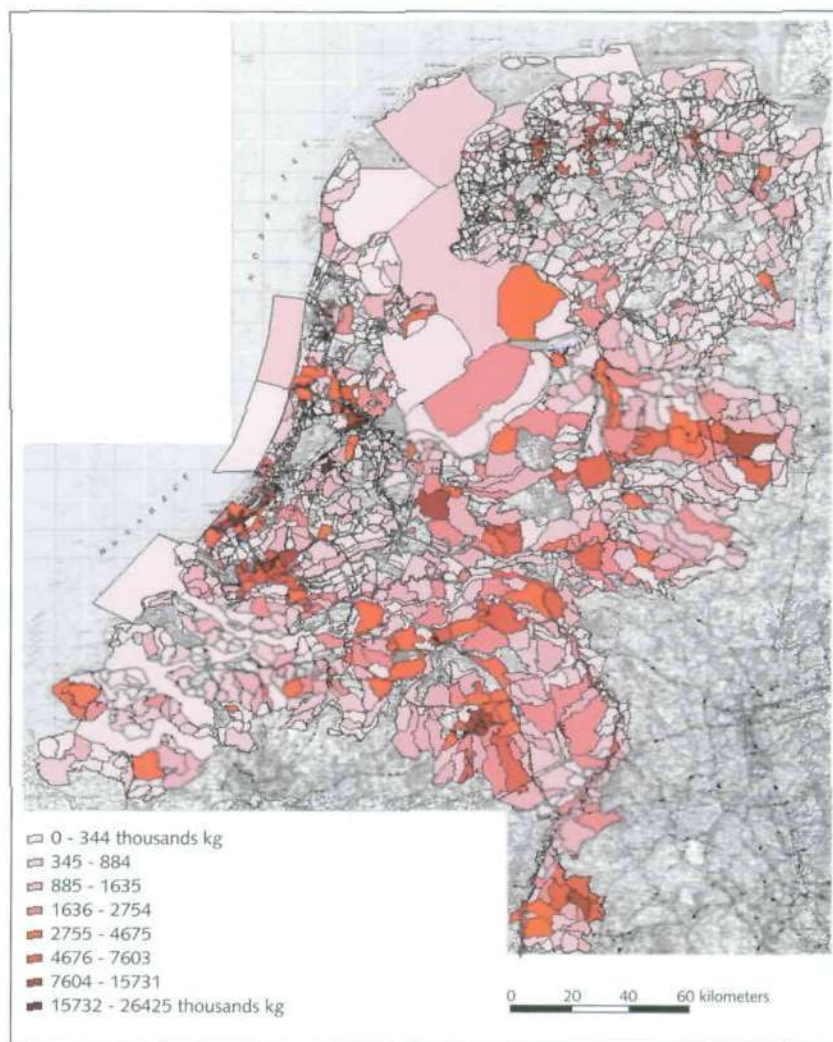 0 - 344 thousands kg
345 - 884
885 - 1635
1636 - 2754
2755 - 4675
4676 - 7603
7604 - 15731
15732 - 26425 thousands kg
0 20 40 60 kilometers